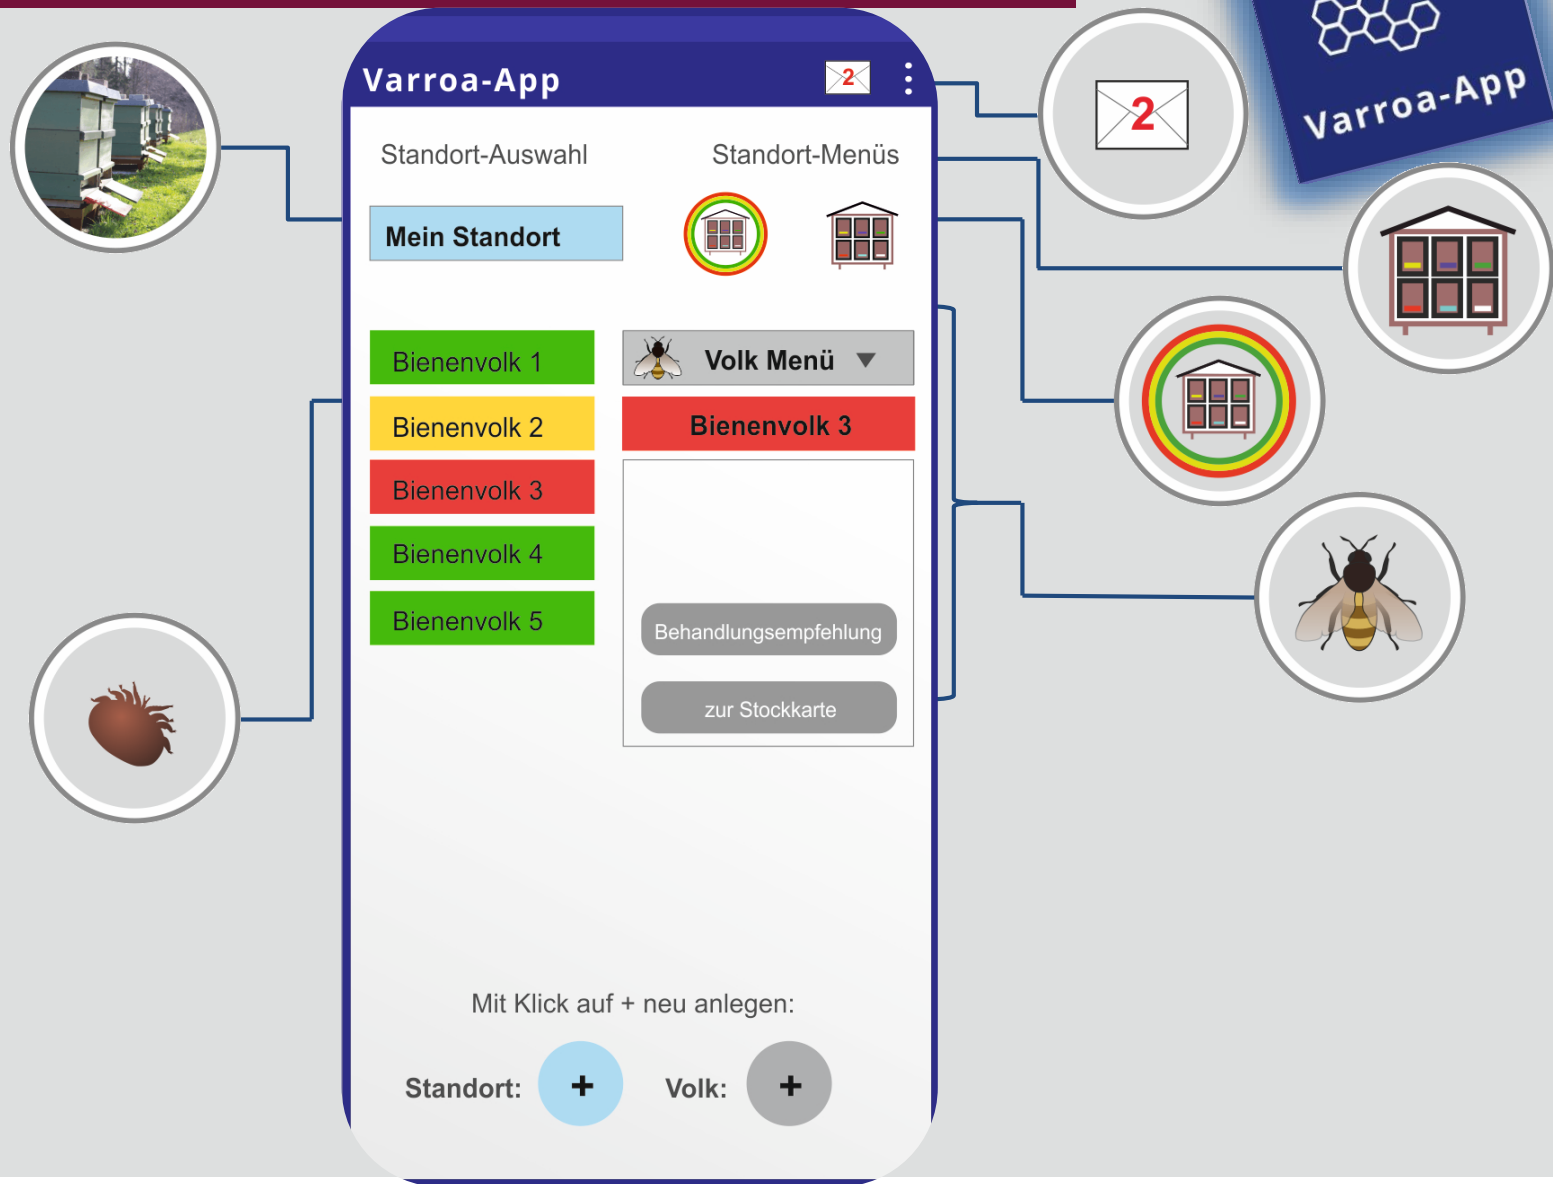 Varroa-App
2
2
Varroa-App
Standort-Auswahl
Standort-Menüs
Mein Standort
Bienenvolk 1
Volk Menü
Bienenvolk 2
Bienenvolk 3
Bienenvolk 3
Bienenvolk 4
Bienenvolk 5
Behandlungsempfehlung
zur Stockkarte
Mit Klick auf + neu anlegen:
Standort: +
Volk: +